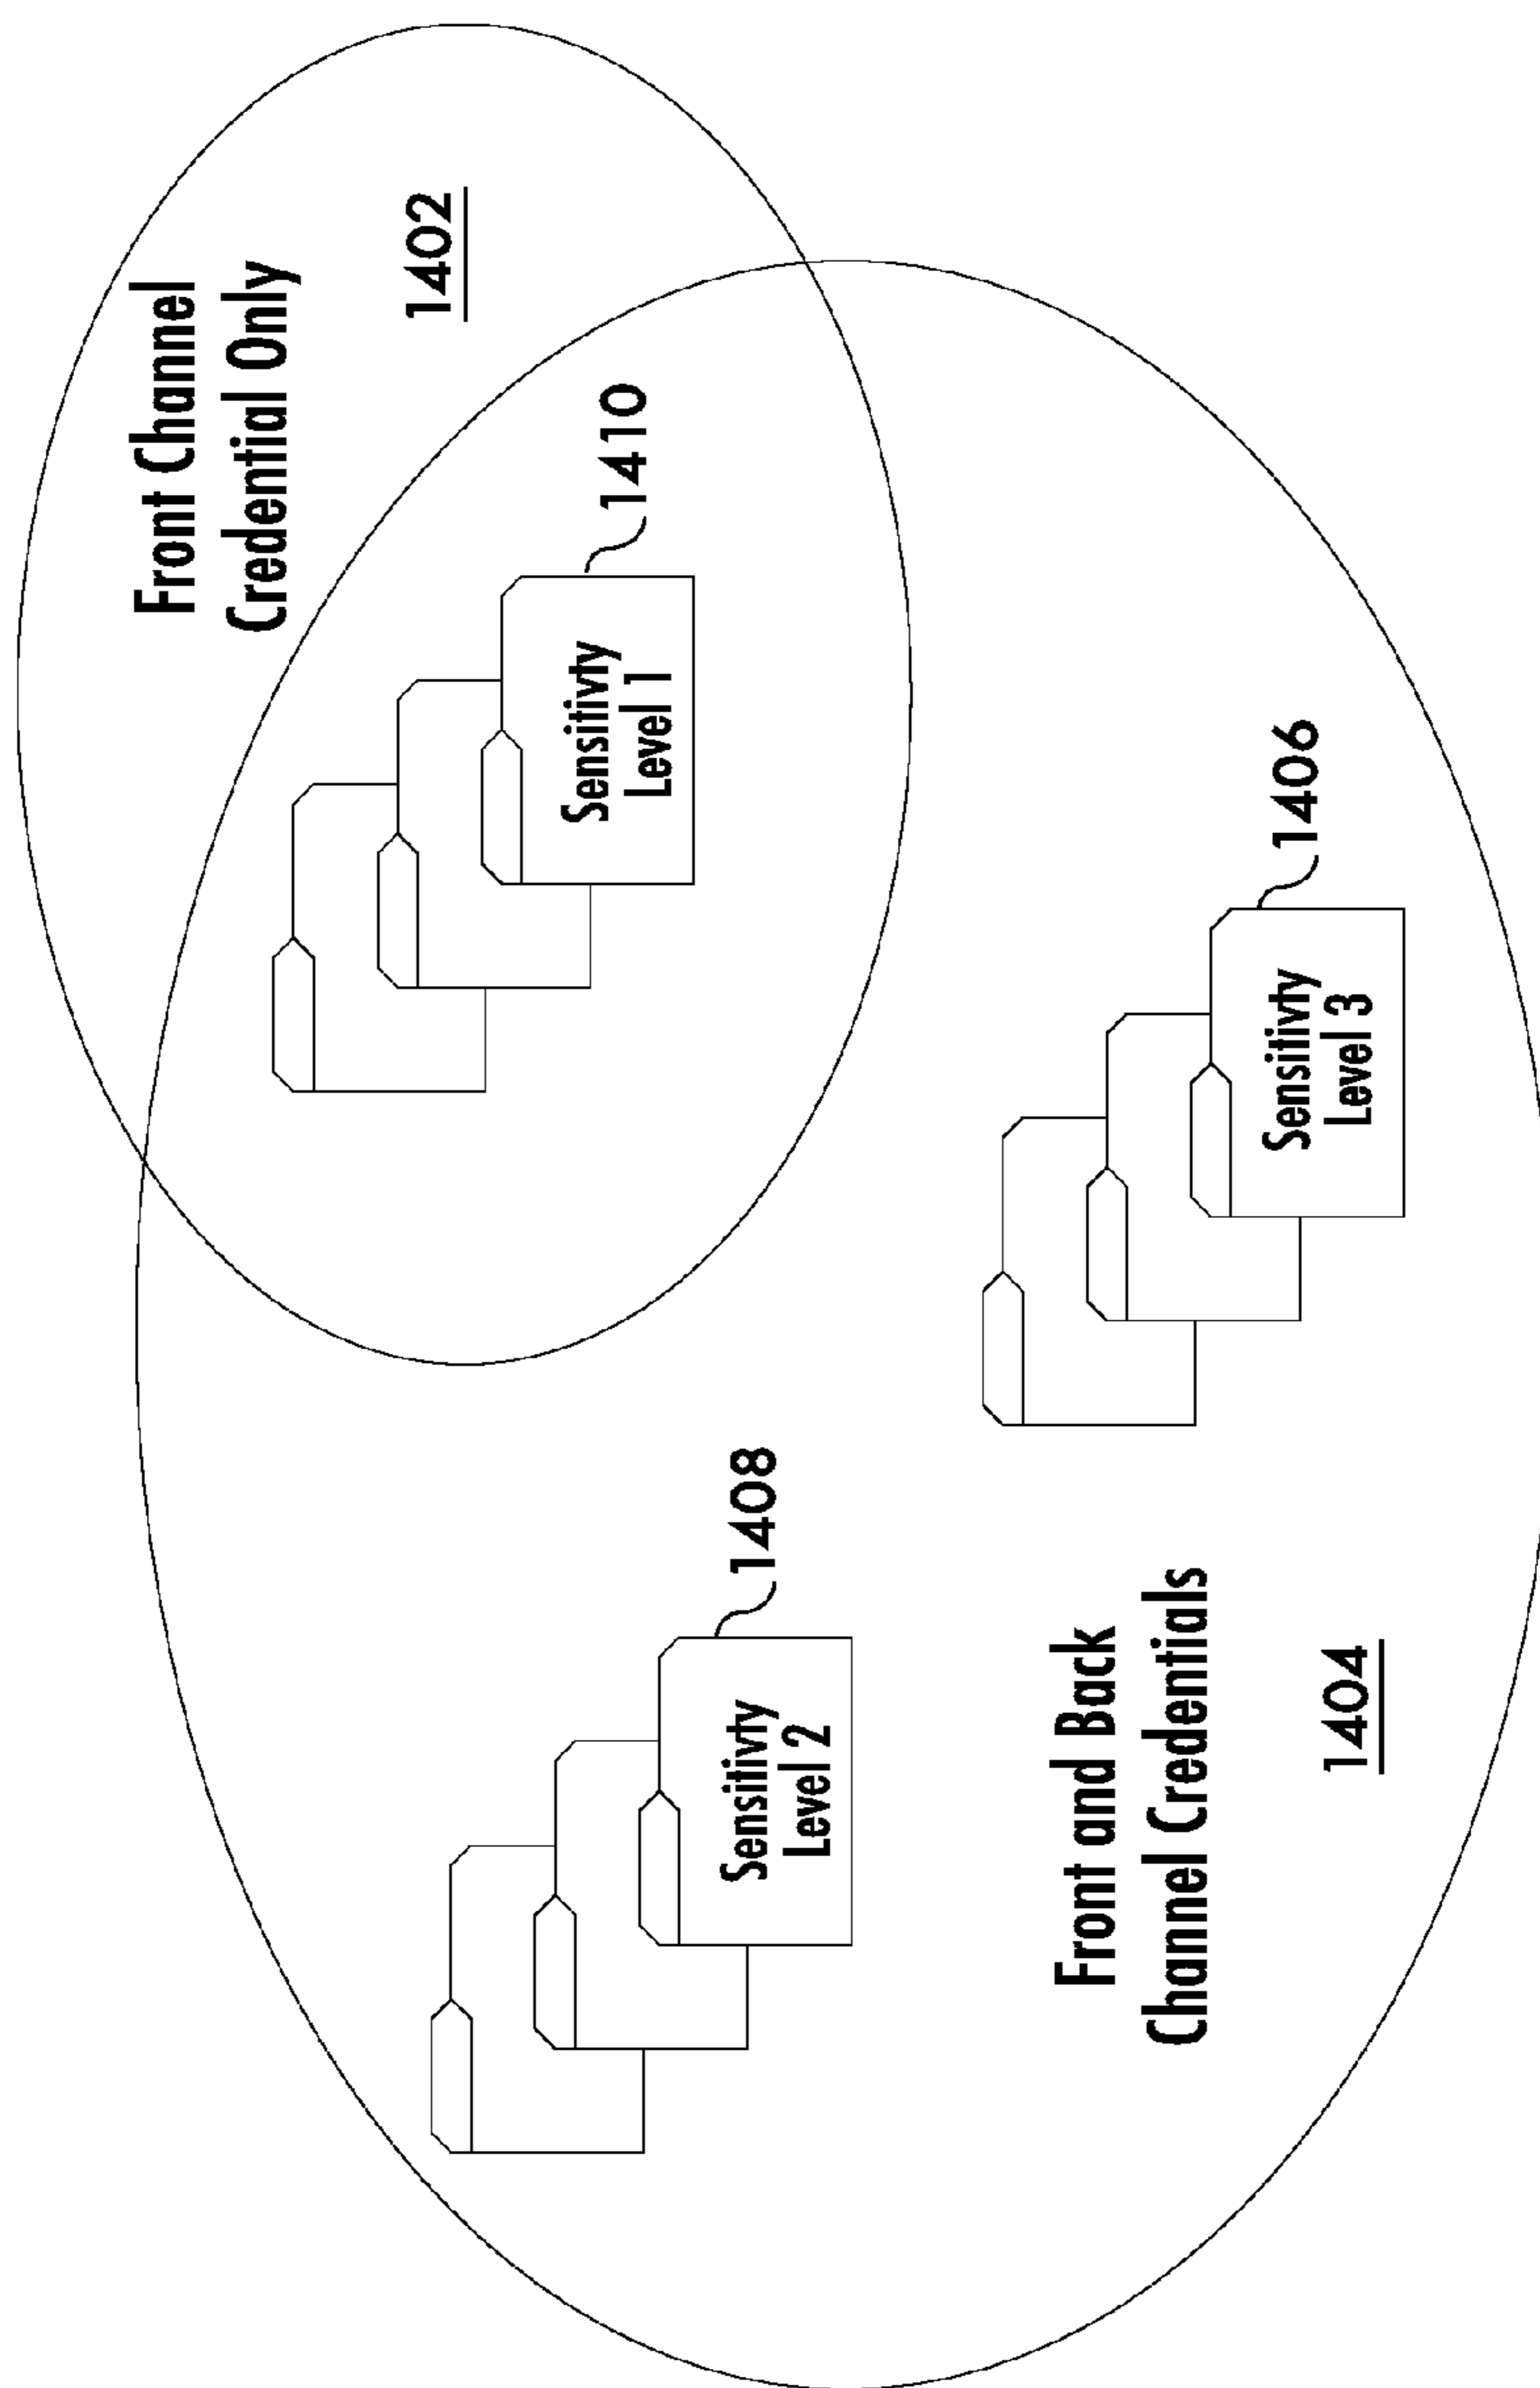 Front Channel
Credential Only
1402
1410
Sensitivty
Level 1
1408
Sensitivty
Level 2
Front and Back
Channel Credentials
1404
1406
Sensitivty
Level 3